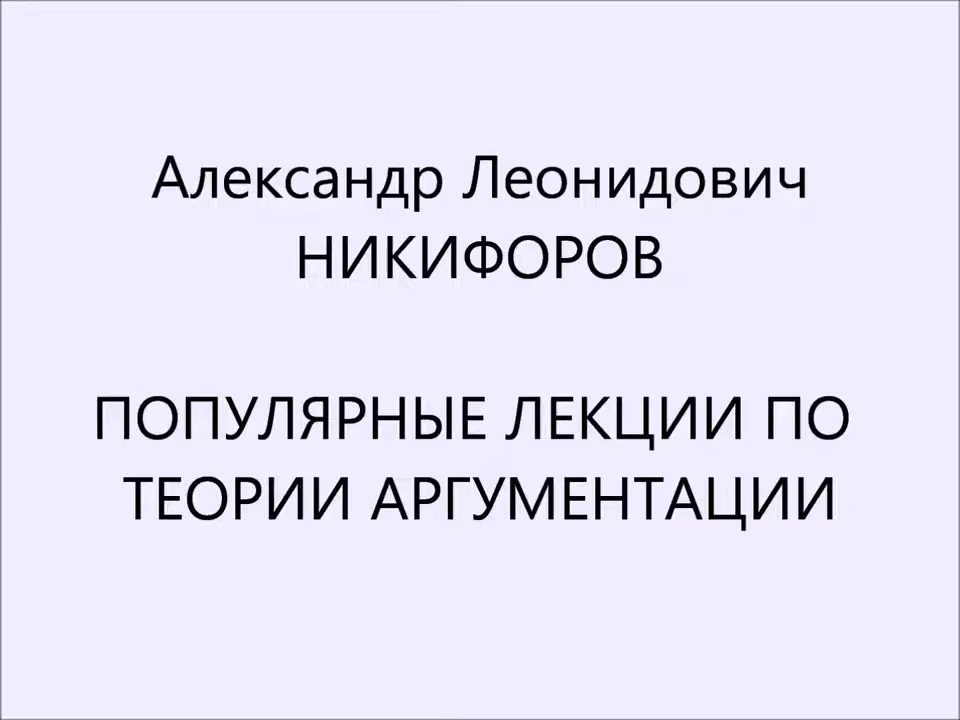 Александр Леонидович
НИКИФОРОВ
ПОПУЛЯРНЫЕ ЛЕКЦИИ ПО
ТЕОРИИ АРГУМЕНТАЦИИ